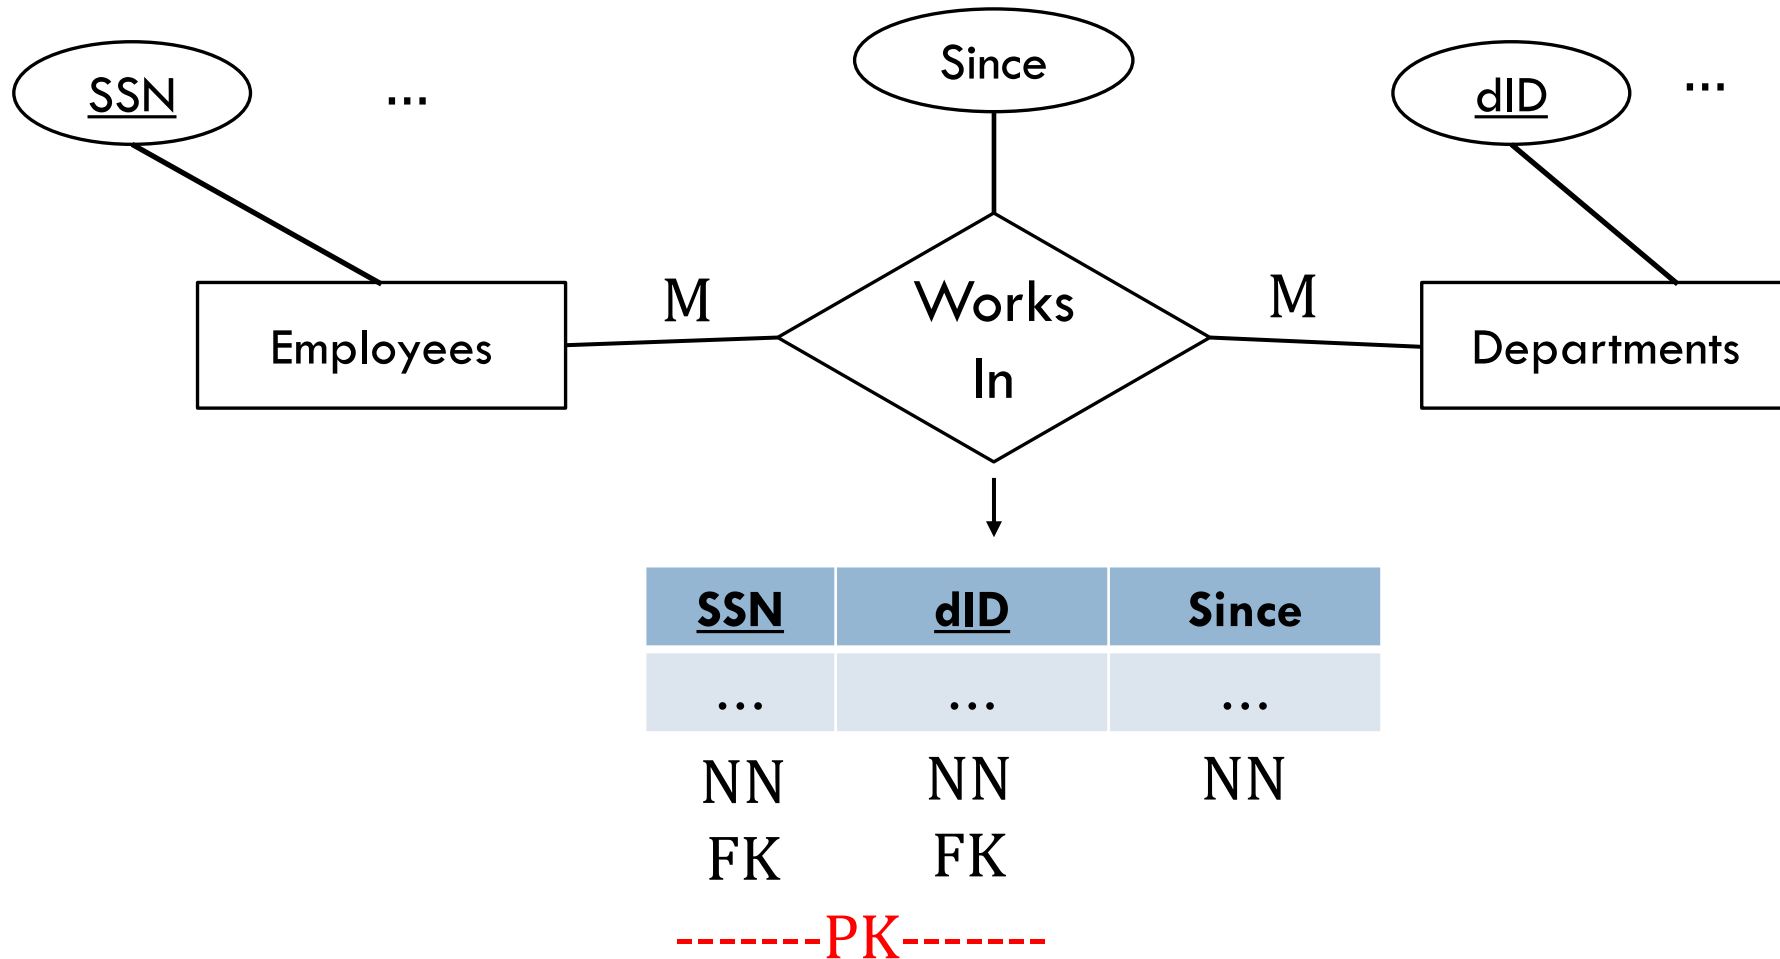 SSN
...
Since
dID
...
Employees
M
Works
In
M
Departments
SSN dID Since
... ... ...
NN NN NN
FK FK
-------PK-------